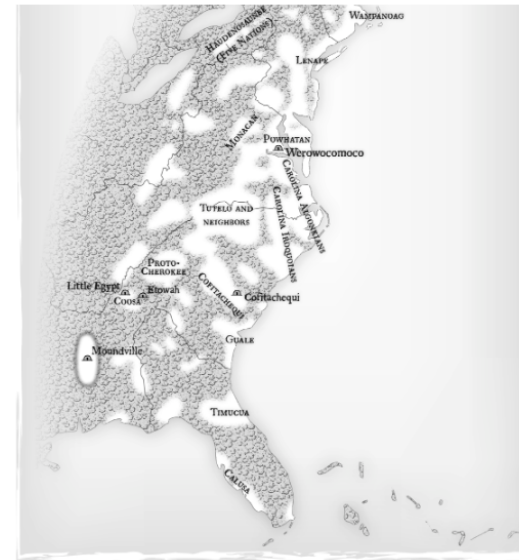 Wampanoag
Haudenosaunee
(Five Nations)
Lenape
Monacan
Powhatan
Werowocomoco
Carolina Algonkians
Carolina Iroquoians
Tutelo and
neighbors
Proto-
Cherokee
Little Egypt
Etowah
Coosa
Cofitachequi
Cofitachequi
Moundville
Guale
Timucua
Calusa